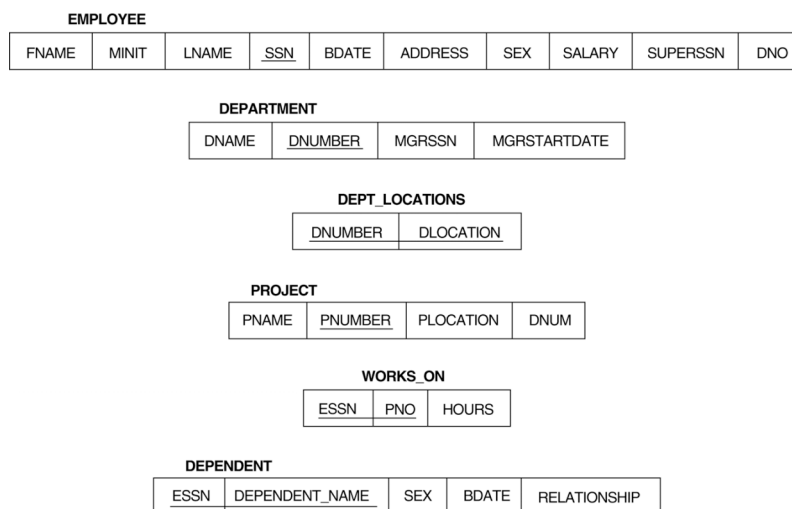 EMPLOYEE
FNAME MINIT LNAME SSN BDATE ADDRESS SEX SALARY SUPERSSN DNO
DEPARTMENT
DNAME DNUMBER MGRSSN MGRSTARTDATE
DEPT_LOCATIONS
DNUMBER DLOCATION
PROJECT
PNAME PNUMBER PLOCATION DNUM
WORKS_ON
ESSN PNO HOURS
DEPENDENT
ESSN DEPENDENT_NAME SEX BDATE RELATIONSHIP